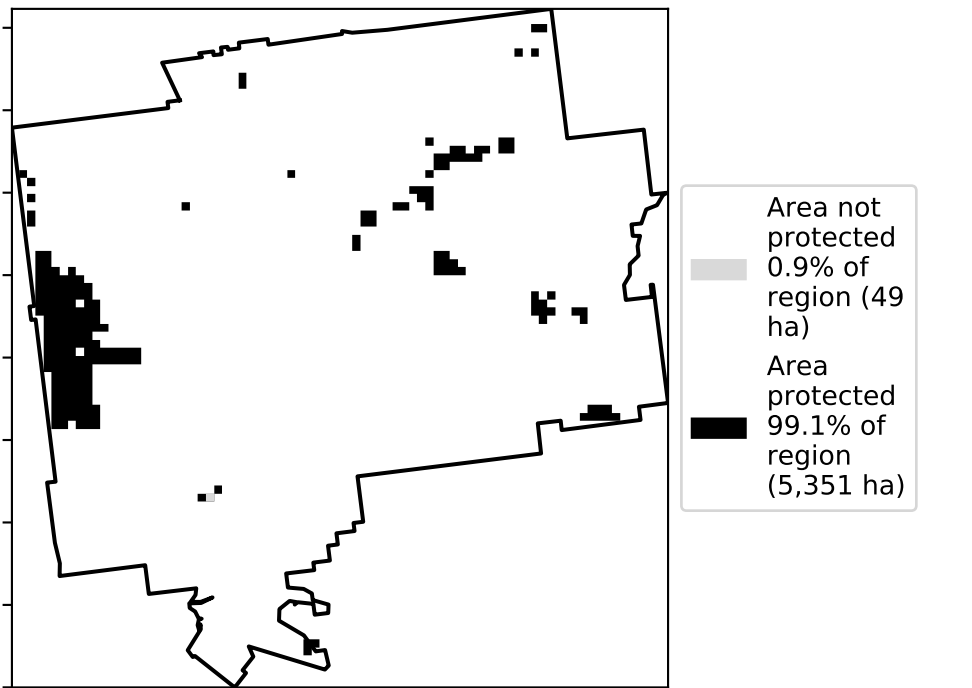 Area not
protected
0.9% of
region (49
ha)
Area
protected
99.1% of
region
(5,351 ha)